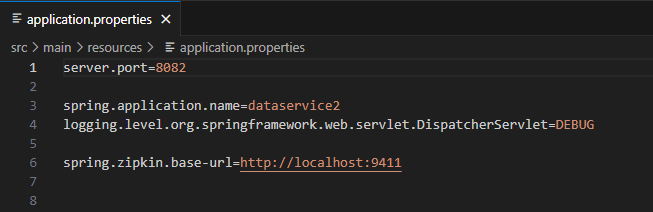 application.properties
src > main > resources > application.properties
1 server.port=8082
2
3 spring.application.name=dataservice2
4 logging.level.org.springframework.web.servlet.DispatcherServlet=DEBUG
5
6 spring.zipkin.base-url=http://localhost:9411
7
8